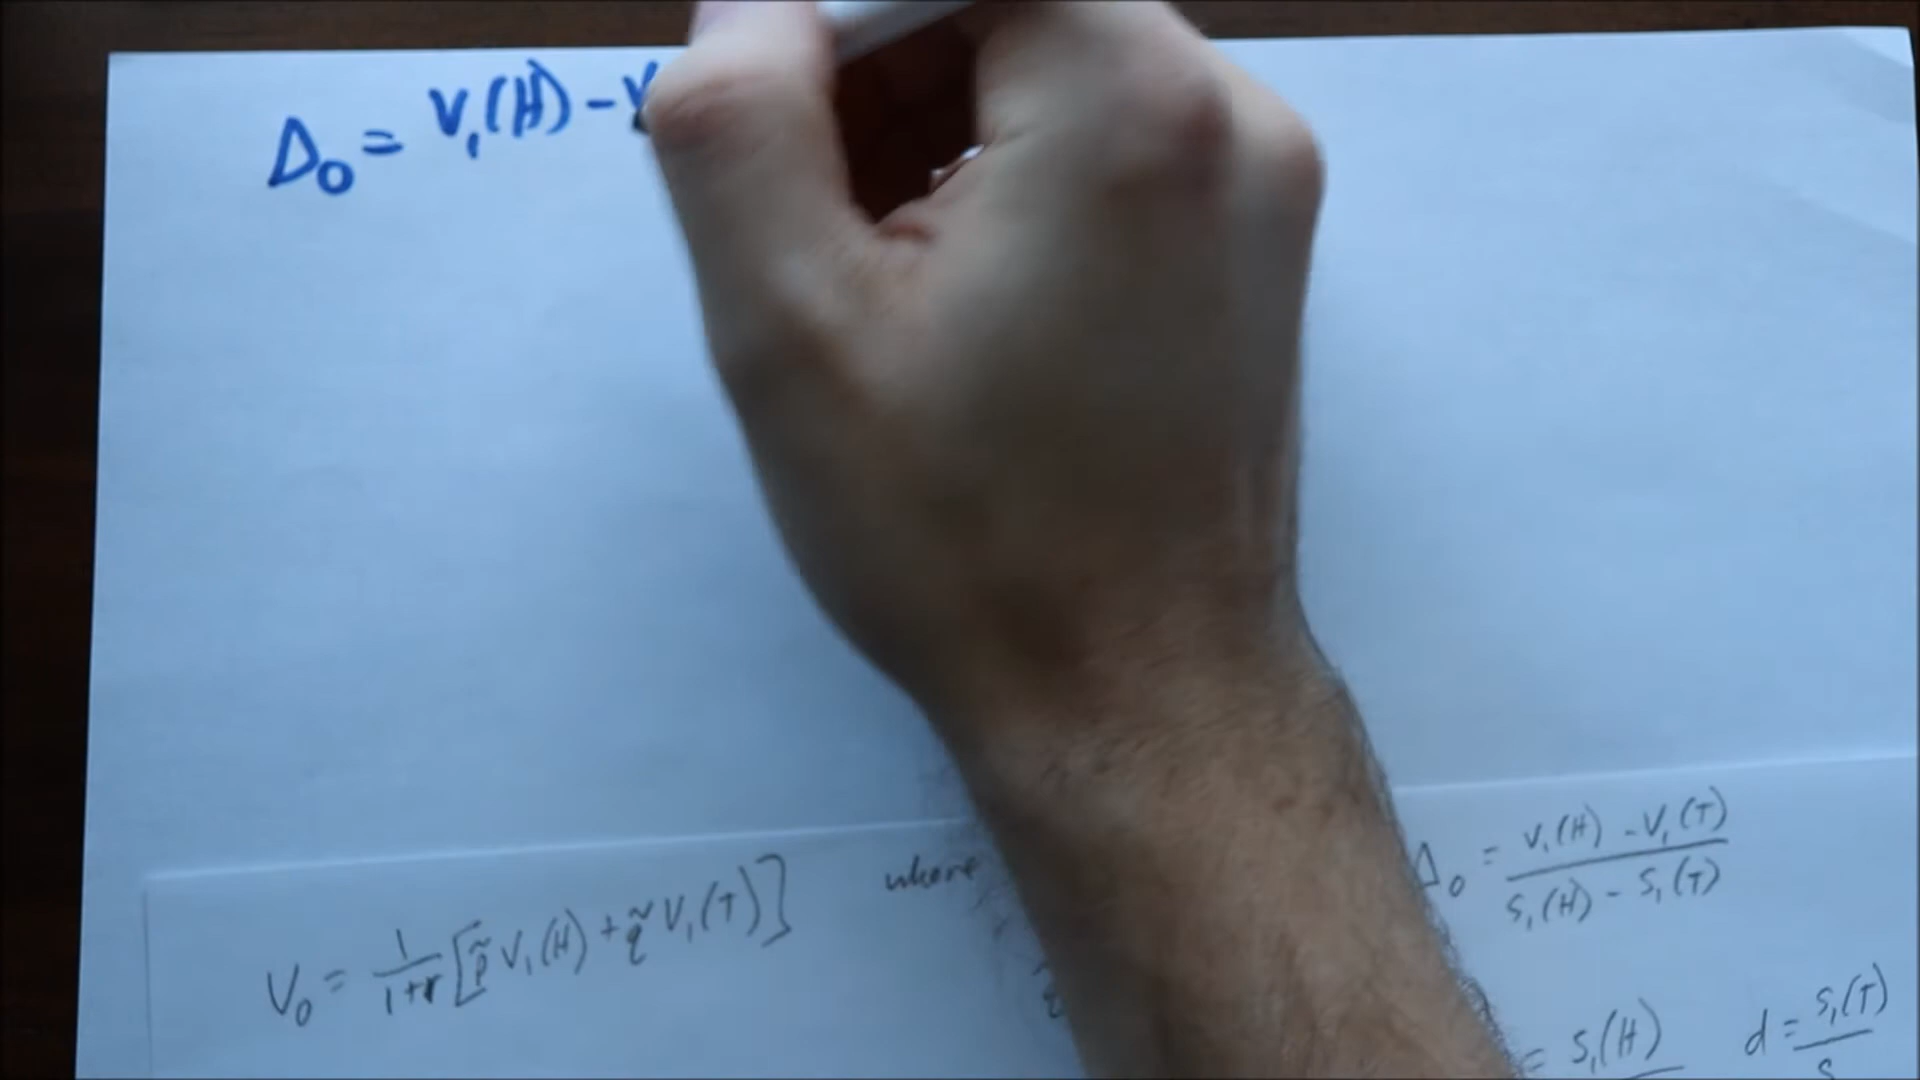 Δ₀ = V₁(H) - V
Δ₀ = (V₁(H) - V₁(T)) / (S₁(H) - S₁(T))
V₀ = 1/(1+r) [p̃ V₁(H) + q̃ V₁(T)] where
= S₁(H) d = S₁(T)